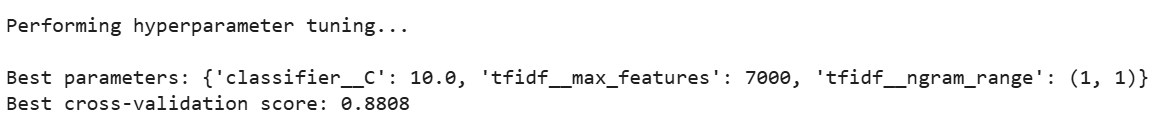 Performing hyperparameter tuning...
Best parameters: {'classifier__C': 10.0, 'tfidf__max_features': 7000, 'tfidf__ngram_range': (1, 1)}
Best cross-validation score: 0.8808